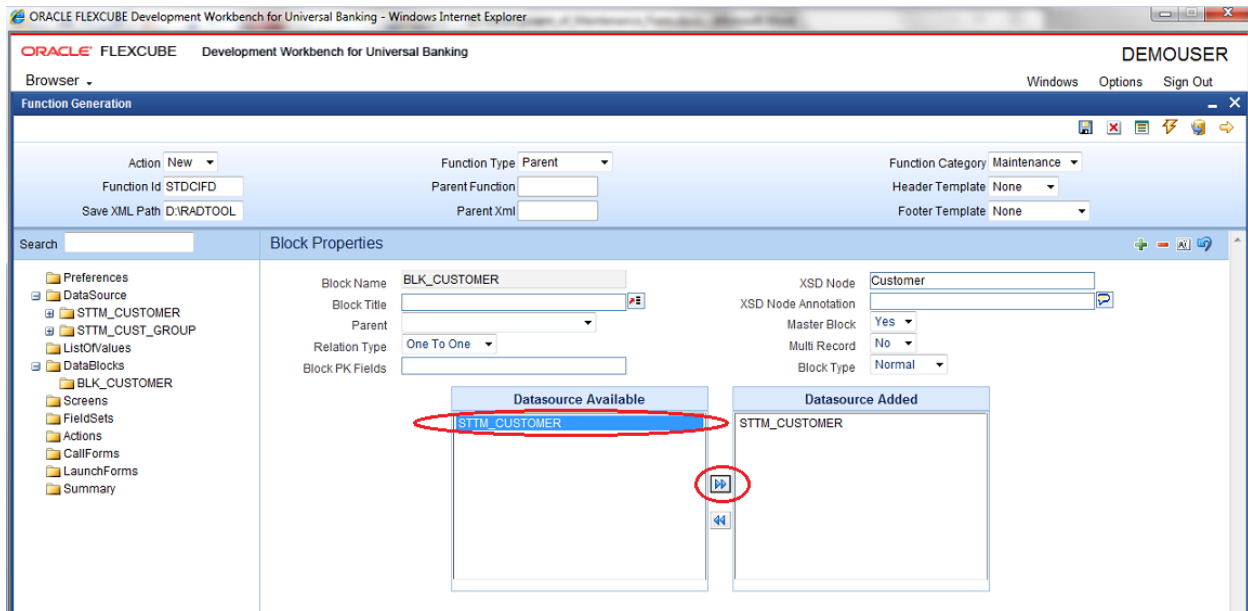 ORACLE FLEXCUBE Development Workbench for Universal Banking - Windows Internet Explorer
ORACLE FLEXCUBE Development Workbench for Universal Banking DEMOUSER
Browser Windows Options Sign Out
Function Generation
Action New Function Type Parent Function Category Maintenance
Function Id STDCIFD Parent Function Header Template None
Save XML Path D:\RADTOOL Parent Xml Footer Template None
Search Block Properties
Preferences
DataSource
STTM_CUSTOMER
STTM_CUST_GROUP
ListOfValues
DataBlocks
BLK_CUSTOMER
Screens
FieldSets
Actions
CallForms
LaunchForms
Summary
Block Name BLK_CUSTOMER XSD Node Customer
Block Title XSD Node Annotation
Parent Master Block Yes
Relation Type One To One Multi Record No
Block PK Fields Block Type Normal
Datasource Available Datasource Added
STTM_CUSTOMER STTM_CUSTOMER